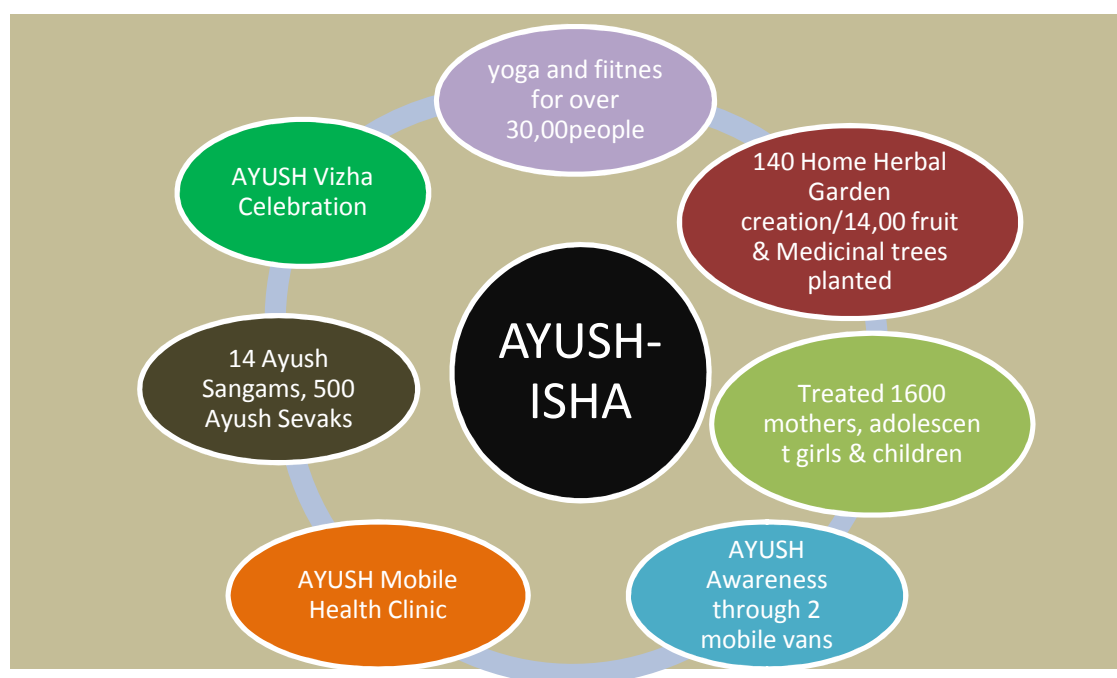 yoga and fiitnes
for over
30,00people
140 Home Herbal
Garden
creation/14,00 fruit
& Medicinal trees
planted
Treated 1600
mothers, adolescen
t girls & children
AYUSH
Awareness
through 2
mobile vans
AYUSH Mobile
Health Clinic
14 Ayush
Sangams, 500
Ayush Sevaks
AYUSH Vizha
Celebration
AYUSH-
ISHA